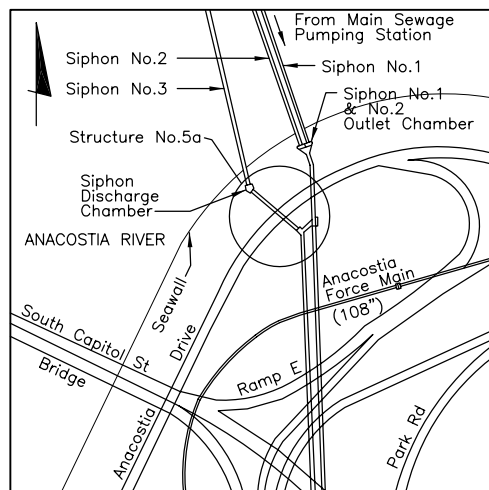 From Main Sewage
Pumping Station
Siphon No.2
Siphon No.1
Siphon No.3
Siphon No.1
& No.2
Outlet Chamber
Structure No.5a
Siphon
Discharge
Chamber
ANACOSTIA RIVER
Seawall
Anacostia
Force Main
(108")
South Capitol St
Bridge
Anacostia Drive
Ramp E
Park Rd